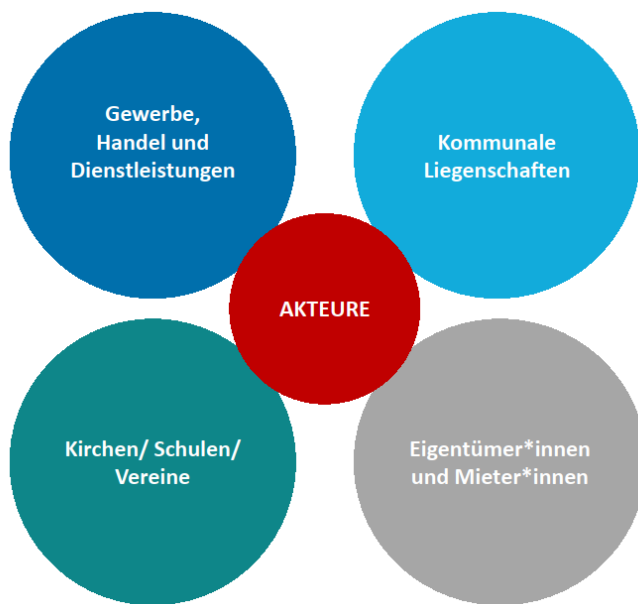 Gewerbe,
Handel und
Dienstleistungen
Kommunale
Liegenschaften
AKTEURE
Kirchen/ Schulen/
Vereine
Eigentümer*innen
und Mieter*innen